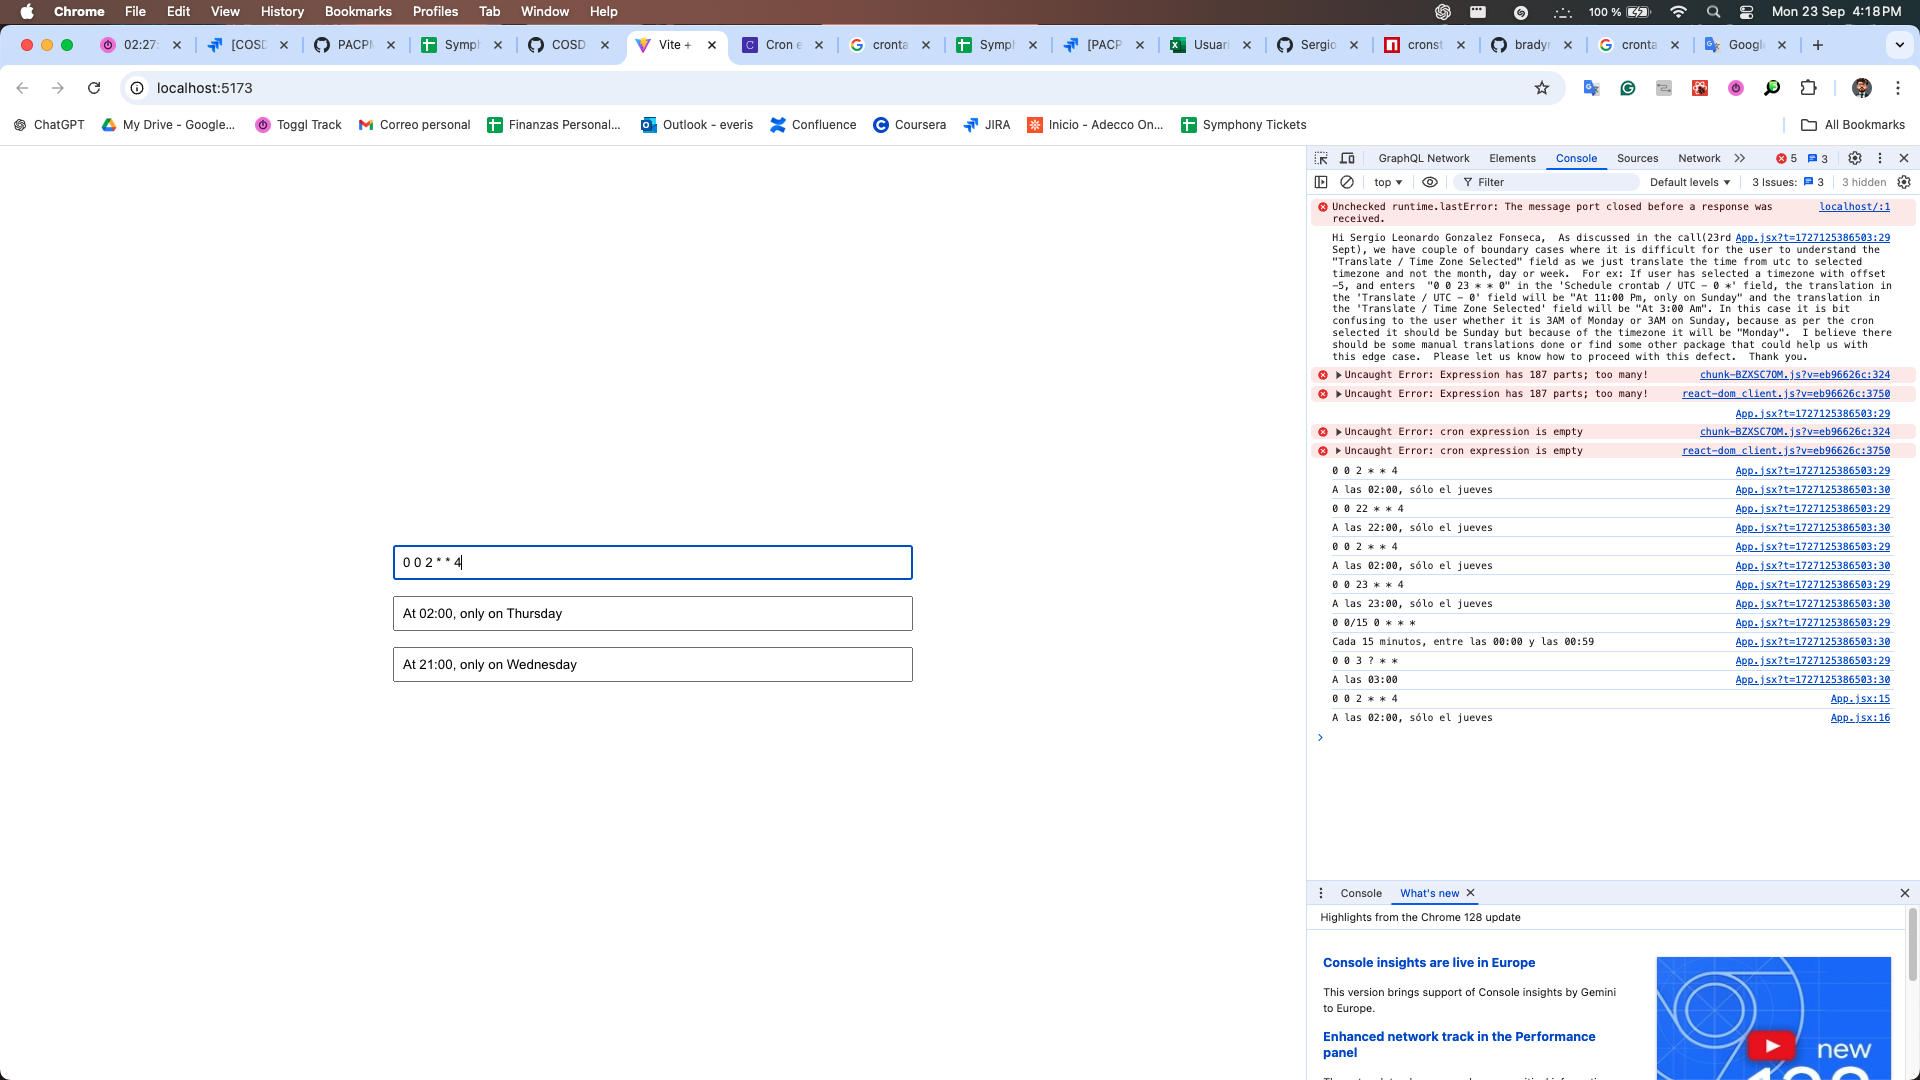 Chrome File Edit View History Bookmarks Profiles Tab Window Help 100 % Mon 23 Sep 4:18 PM
02:27: [COSD PACPM Symph COSD Vite + Cron e cronta Symph [PACP Usuari Sergio cronst bradyn cronta Google
localhost:5173
ChatGPT My Drive - Google... Toggl Track Correo personal Finanzas Personal... Outlook - everis Confluence Coursera JIRA Inicio - Adecco On... Symphony Tickets All Bookmarks
GraphQL Network Elements Console Sources Network 5 3
top Filter Default levels 3 Issues: 3 3 hidden
Unchecked runtime.lastError: The message port closed before a response was localhost/:1
received.
Hi Sergio Leonardo Gonzalez Fonseca, As discussed in the call(23rd App.jsx?t=1727125386503:29
Sept), we have couple of boundary cases where it is difficult for the user to understand the
"Translate / Time Zone Selected" field as we just translate the time from utc to selected
timezone and not the month, day or week. For ex: If user has selected a timezone with offset
-5, and enters "0 0 23 * * 0" in the 'Schedule crontab / UTC - 0 *' field, the translation in
the 'Translate / UTC - 0' field will be "At 11:00 Pm, only on Sunday" and the translation in
the 'Translate / Time Zone Selected' field will be "At 3:00 Am". In this case it is bit
confusing to the user whether it is 3AM of Monday or 3AM on Sunday, because as per the cron
selected it should be Sunday but because of the timezone it will be "Monday". I believe there
should be some manual translations done or find some other package that could help us with
this edge case. Please let us know how to proceed with this defect. Thank you.
Uncaught Error: Expression has 187 parts; too many! chunk-BZXSC7OM.js?v=eb96626c:324
Uncaught Error: Expression has 187 parts; too many! react-dom_client.js?v=eb96626c:3750
App.jsx?t=1727125386503:29
Uncaught Error: cron expression is empty chunk-BZXSC7OM.js?v=eb96626c:324
Uncaught Error: cron expression is empty react-dom_client.js?v=eb96626c:3750
0 0 2 * * 4 App.jsx?t=1727125386503:29
A las 02:00, sólo el jueves App.jsx?t=1727125386503:30
0 0 22 * * 4 App.jsx?t=1727125386503:29
A las 22:00, sólo el jueves App.jsx?t=1727125386503:30
0 0 2 * * 4 App.jsx?t=1727125386503:29
A las 02:00, sólo el jueves App.jsx?t=1727125386503:30
0 0 23 * * 4 App.jsx?t=1727125386503:29
A las 23:00, sólo el jueves App.jsx?t=1727125386503:30
0 0/15 0 * * * App.jsx?t=1727125386503:29
Cada 15 minutos, entre las 00:00 y las 00:59 App.jsx?t=1727125386503:30
0 0 3 ? * * App.jsx?t=1727125386503:29
A las 03:00 App.jsx?t=1727125386503:30
0 0 2 * * 4 App.jsx:15
A las 02:00, sólo el jueves App.jsx:16
0 0 2 * * 4
At 02:00, only on Thursday
At 21:00, only on Wednesday
Console What's new
Highlights from the Chrome 128 update
Console insights are live in Europe
This version brings support of Console insights by Gemini
to Europe.
Enhanced network track in the Performance
panel
new